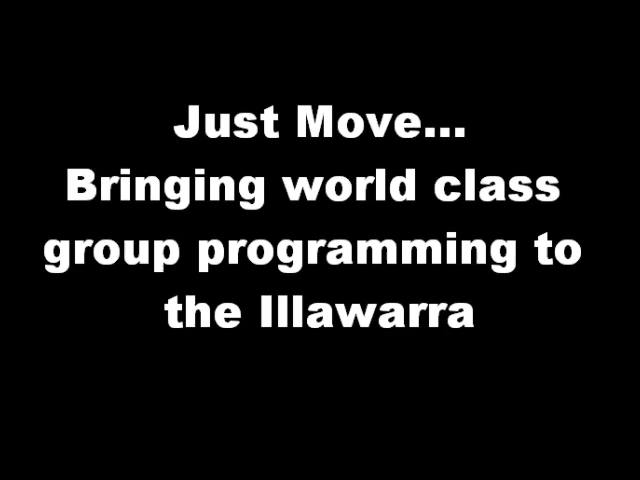 Just Move...
Bringing world class
group programming to
the Illawarra